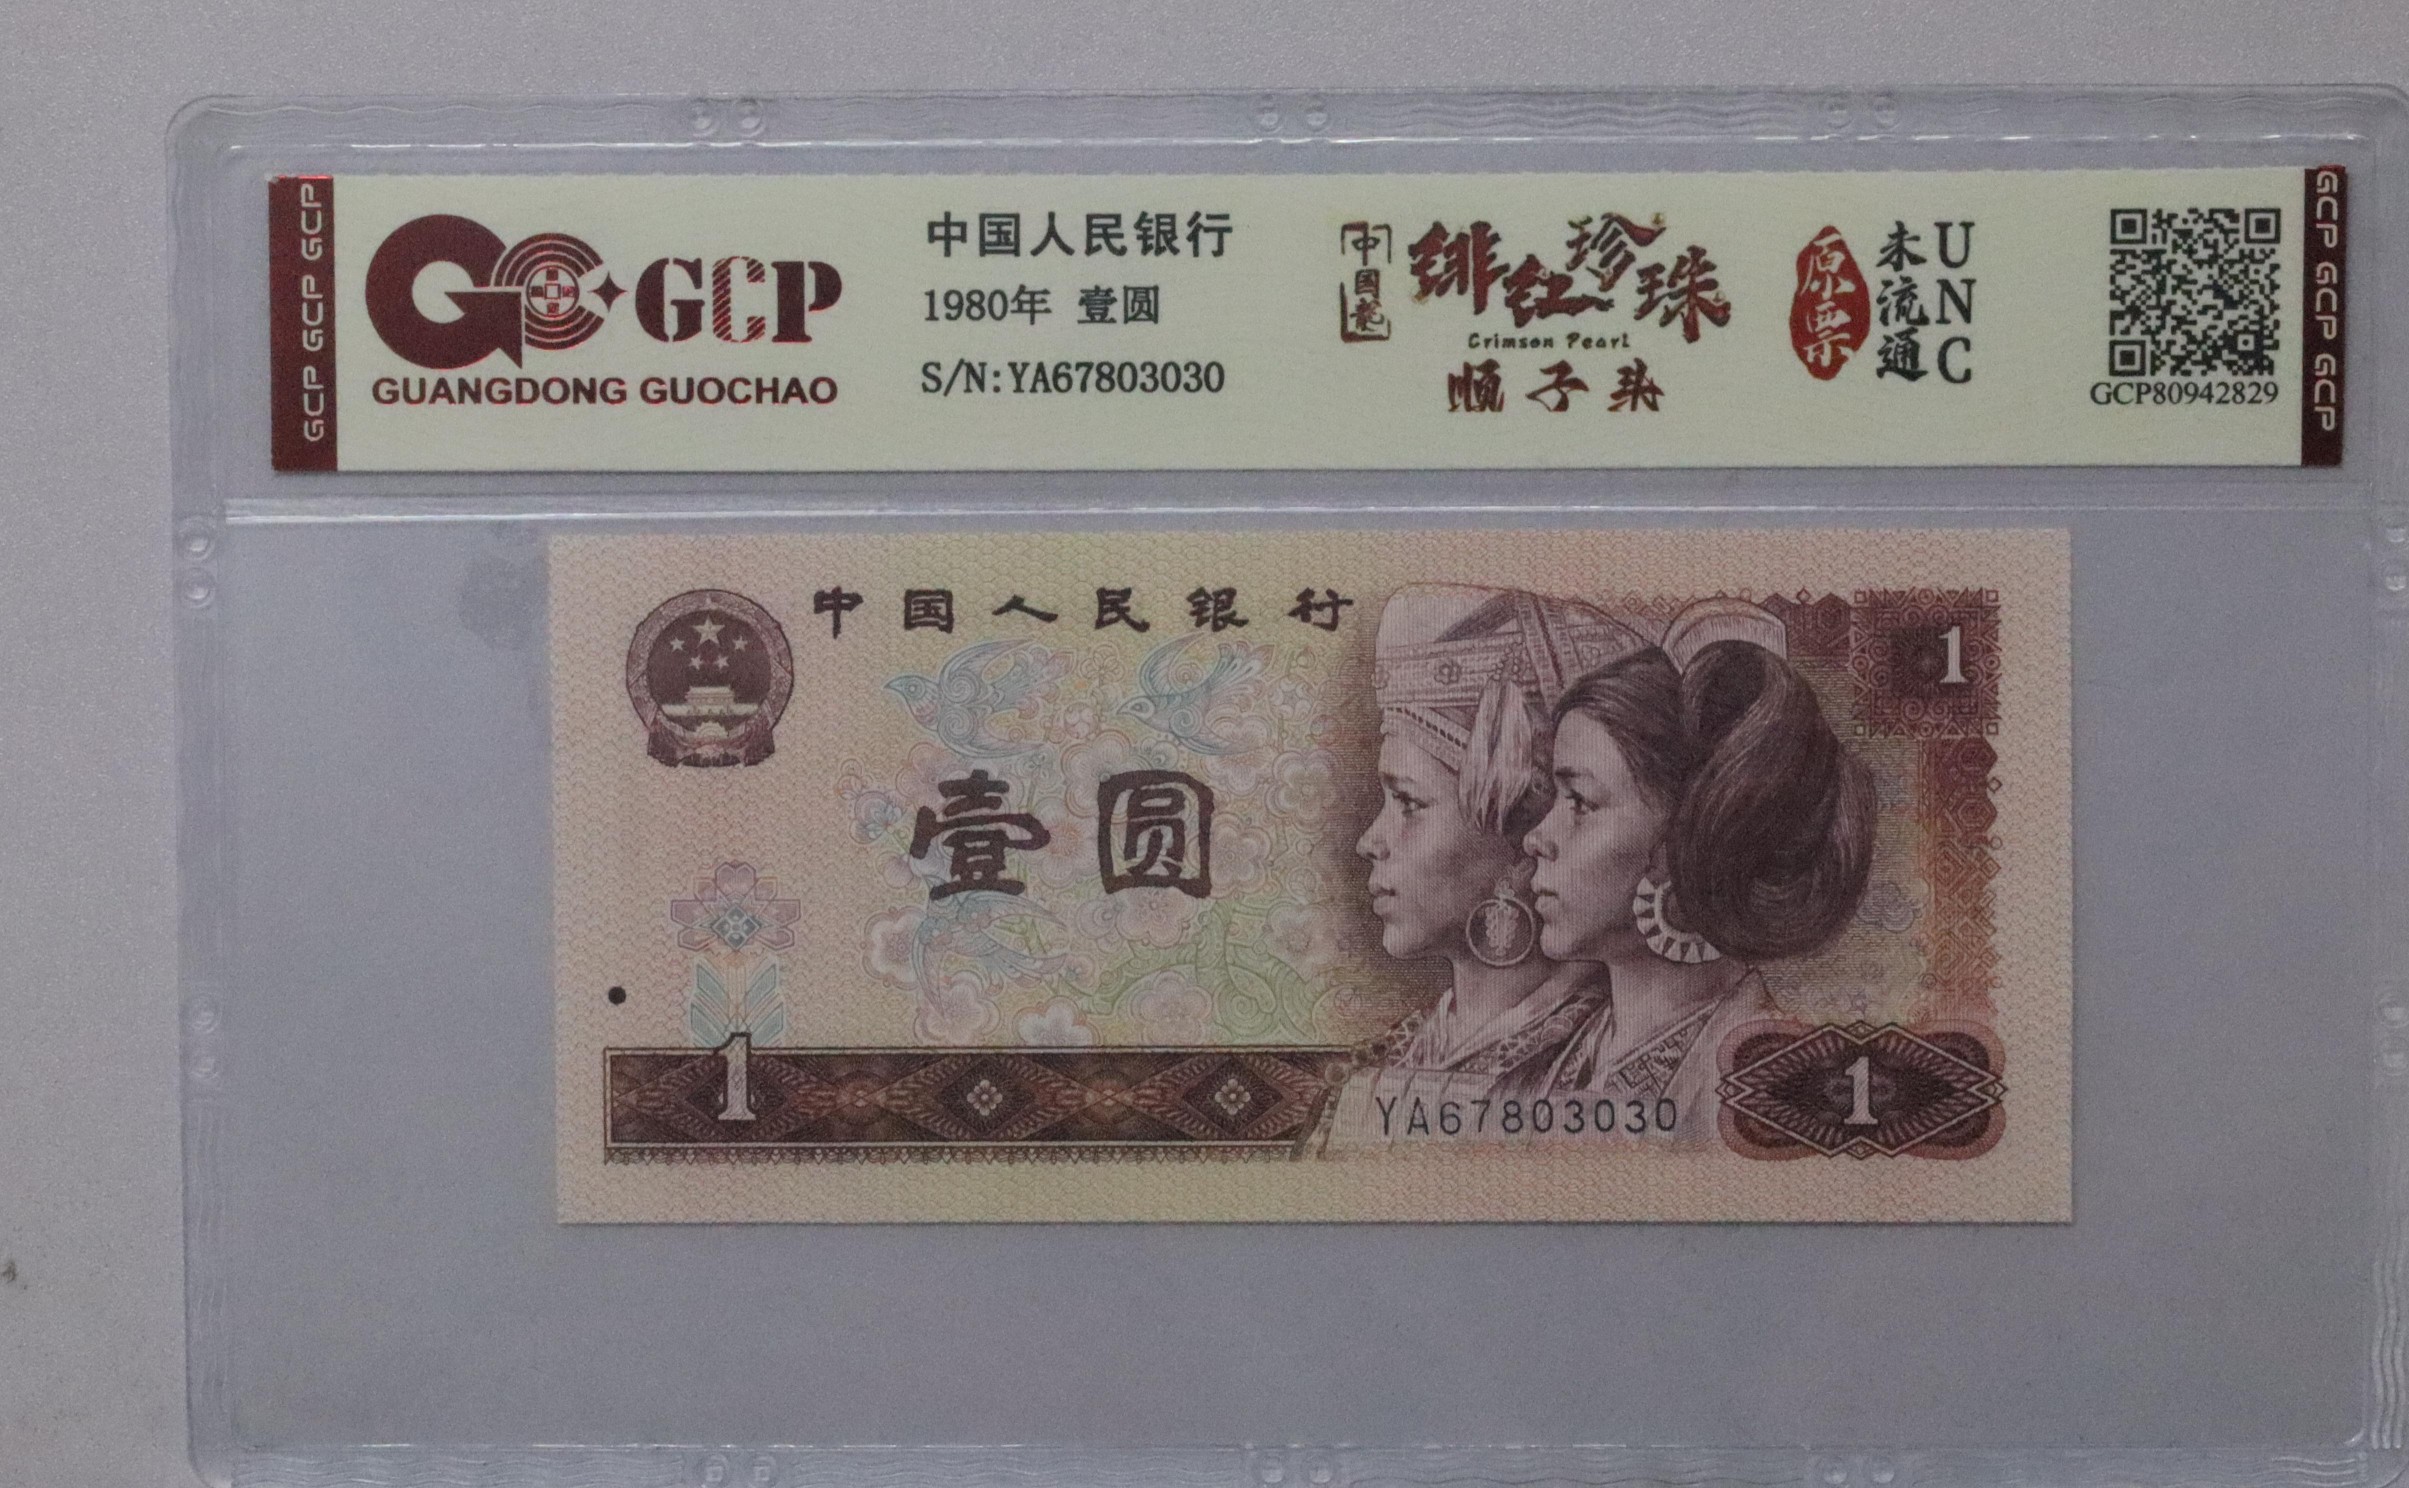 GCP GCP GCP
GCP
GUANGDONG GUOCHAO
中国人民银行
1980年 壹圆
S/N:YA67803030
中国龍
绯红珍珠
Crimson Pearl
顺子号
原票
未流通
UNC
GCP80942829
GCP GCP GCP
中国人民银行
1
壹圆
1
YA67803030
1